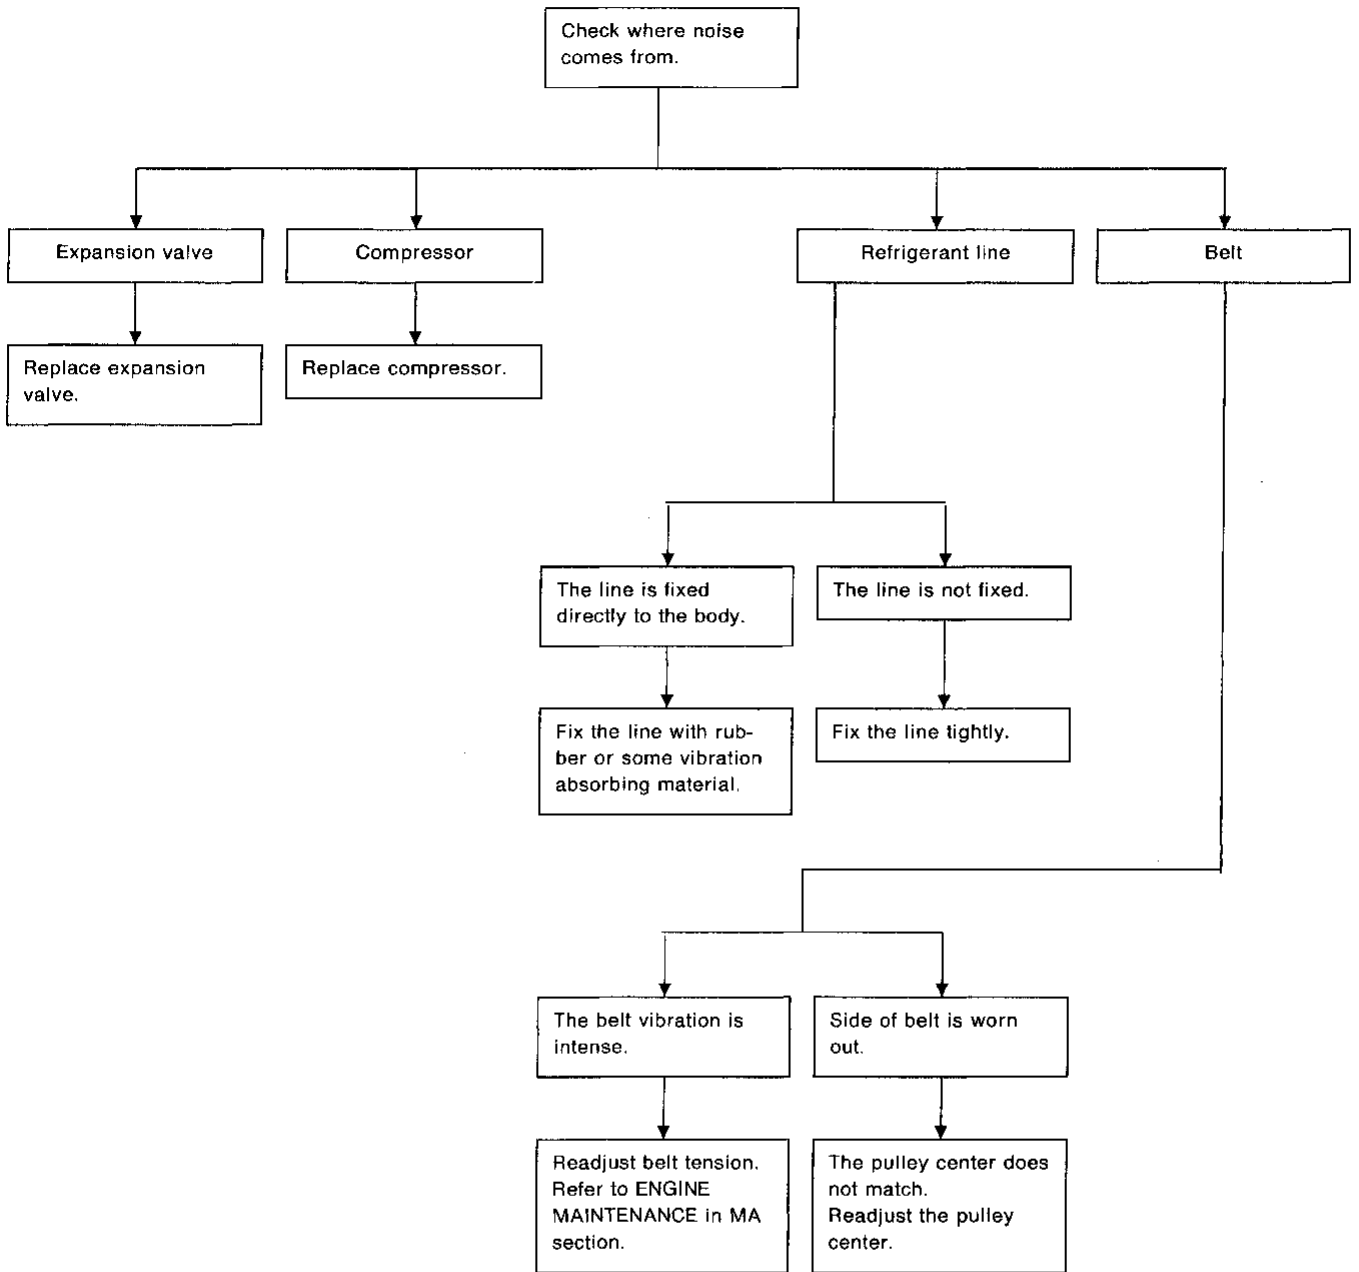 Check where noise
comes from.
Expansion valve
Compressor
Refrigerant line
Belt
Replace expansion
valve.
Replace compressor.
The line is fixed
directly to the body.
The line is not fixed.
Fix the line with rub-
ber or some vibration
absorbing material.
Fix the line tightly.
The belt vibration is
intense.
Side of belt is worn
out.
Readjust belt tension.
Refer to ENGINE
MAINTENANCE in MA
section.
The pulley center does
not match.
Readjust the pulley
center.